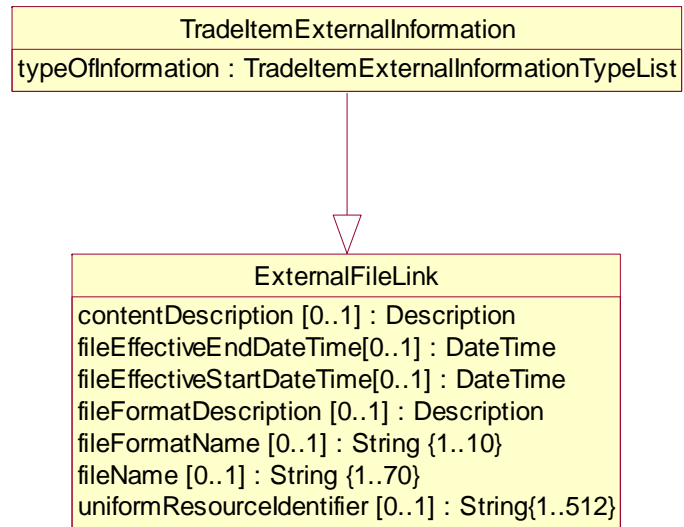 TradeItemExternalInformation
typeOfInformation : TradeItemExternalInformationTypeList
ExternalFileLink
contentDescription [0..1] : Description
fileEffectiveEndDateTime[0..1] : DateTime
fileEffectiveStartDateTime[0..1] : DateTime
fileFormatDescription [0..1] : Description
fileFormatName [0..1] : String {1..10}
fileName [0..1] : String {1..70}
uniformResourceIdentifier [0..1] : String{1..512}